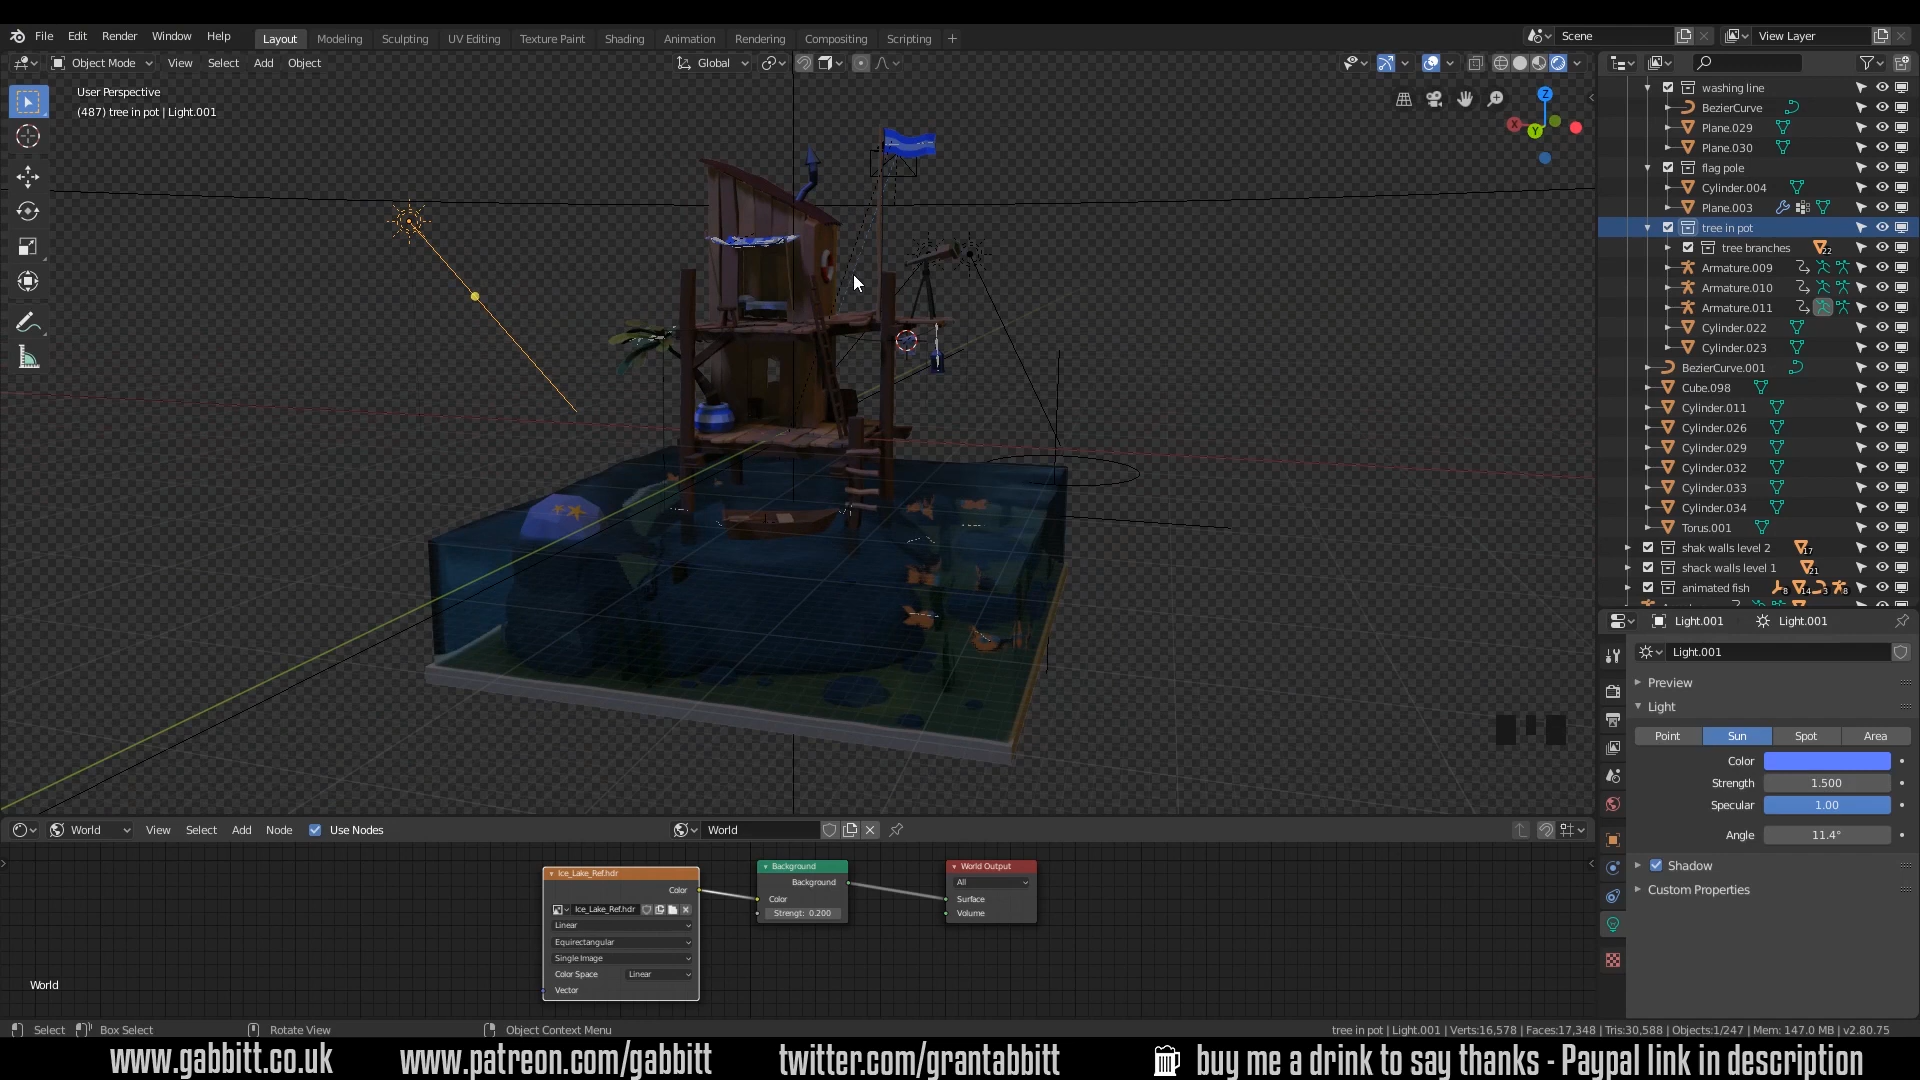 File Edit Render Window Help Layout Modeling Sculpting UV Editing Texture Paint Shading Animation Rendering Compositing Scripting + Scene View Layer
Object Mode View Select Add Object Global
User Perspective
(487) tree in pot | Light.001
Z
X
Y
washing line
BezierCurve
Plane.029
Plane.030
flag pole
Cylinder.004
Plane.003
tree in pot
tree branches 22
Armature.009
Armature.010
Armature.011
Cylinder.022
Cylinder.023
BezierCurve.001
Cube.098
Cylinder.011
Cylinder.026
Cylinder.029
Cylinder.032
Cylinder.033
Cylinder.034
Torus.001
shak walls level 2 17
shack walls level 1 21
animated fish 8 14 3 8
Light.001 Light.001
Light.001
Preview
Light
Point Sun Spot Area
Color
Strength 1.500
Specular 1.00
Angle 11.4°
Shadow
Custom Properties
World View Select Add Node Use Nodes World
Ice_Lake_Ref.hdr
Color
Ice_Lake_Ref.hdr
Linear
Equirectangular
Single Image
Color Space Linear
Vector
Background
Background
Color
Strengt: 0.200
World Output
All
Surface
Volume
World
Select Box Select Rotate View Object Context Menu tree in pot | Light.001 | Verts:16,578 | Faces:17,348 | Tris:30,588 | Objects:1/247 | Mem: 147.0 MB | v2.80.75
www.gabbitt.co.uk www.patreon.com/gabbitt twitter.com/grantabbitt buy me a drink to say thanks - Paypal link in description